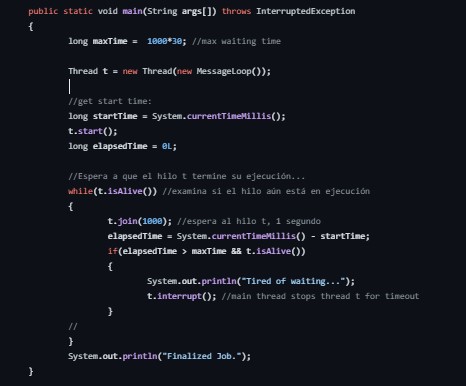 public static void main(String args[]) throws InterruptedException
{
long maxTime = 1000*30; //max waiting time
Thread t = new Thread(new MessageLoop());
//get start time:
long startTime = System.currentTimeMillis();
t.start();
long elapsedTime = 0L;
//Espera a que el hilo t termine su ejecución...
while(t.isAlive()) //examina si el hilo aún está en ejecución
{
t.join(1000); //espera al hilo t, 1 segundo
elapsedTime = System.currentTimeMillis() - startTime;
if(elapsedTime > maxTime && t.isAlive())
{
System.out.println("Tired of waiting...");
t.interrupt(); //main thread stops thread t for timeout
}
//
}
System.out.println("Finalized Job.");
}